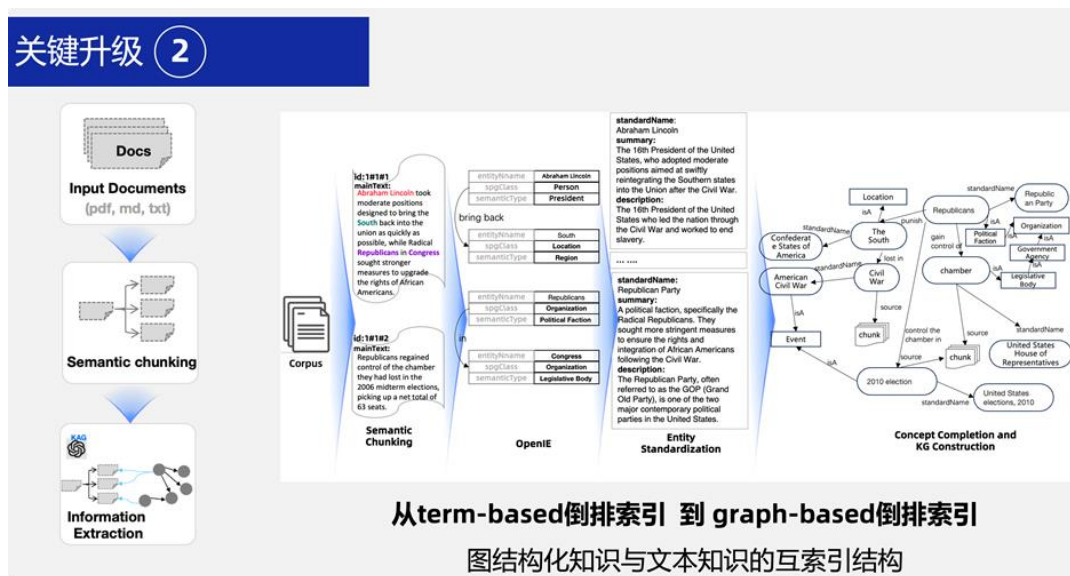 关键升级 2
Docs
Input Documents
(pdf, md, txt)
Semantic chunking
KAG
Information
Extraction
Corpus
id:1#1#1
mainText:
Abraham Lincoln took
moderate positions
designed to bring the
South back into the
union as quickly as
possible, while Radical
Republicans in Congress
sought stronger
measures to upgrade
the rights of African
Americans.
id:1#1#2
mainText:
Republicans regained
control of the chamber
they had lost in the
2006 midterm elections,
picking up a net total of
63 seats.
Semantic
Chunking
entityNname Abraham Lincoln
spgClass Person
semanticType President
bring back
entityNname South
spgClass Location
semanticType Region
entityNname Republicans
spgClass Organization
semanticType Political Faction
in
entityNname Congress
spgClass Organization
semanticType Legislative Body
OpenIE
standardName:
Abraham Lincoln
summary:
The 16th President of the United
States, who adopted moderate
positions aimed at swiftly
reintegrating the Southern states
into the Union after the Civil War.
description:
The 16th President of the United
States who led the nation through
the Civil War and worked to end
slavery.
... ....
standardName:
Republican Party
summary:
A political faction, specifically the
Radical Republicans. They
sought more stringent measures
to ensure the rights and
integration of African Americans
following the Civil War.
description:
The Republican Party, often
referred to as the GOP (Grand
Old Party), is one of the two
major contemporary political
parties in the United States.
Entity
Standardization
Location
isA
standardName
Republic
an Party
Republicans
punish
isA
Organization
standardName
The
South
Political
Faction
isA
Confederat
e States of
America
gain
control of
Government
Agency
isA
lost in
chamber
isA
Legislative
Body
American
Civil War
standardName
Civil
War
isA
source
control the
chamber in
source
standardName
Event
chunk
chunk
United States
House of
Representatives
isA
source
2010 election
standardName
United States
elections, 2010
Concept Completion and
KG Construction
从term-based倒排索引 到 graph-based倒排索引
图结构化知识与文本知识的互索引结构